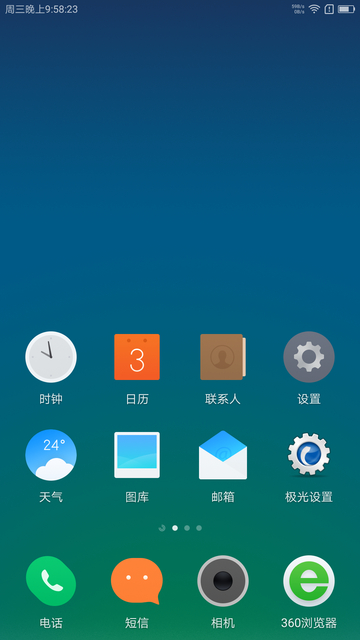 周三晚上9:58:23
3
时钟
日历
联系人
设置
24°
天气
图库
邮箱
极光设置
电话
短信
相机
360浏览器